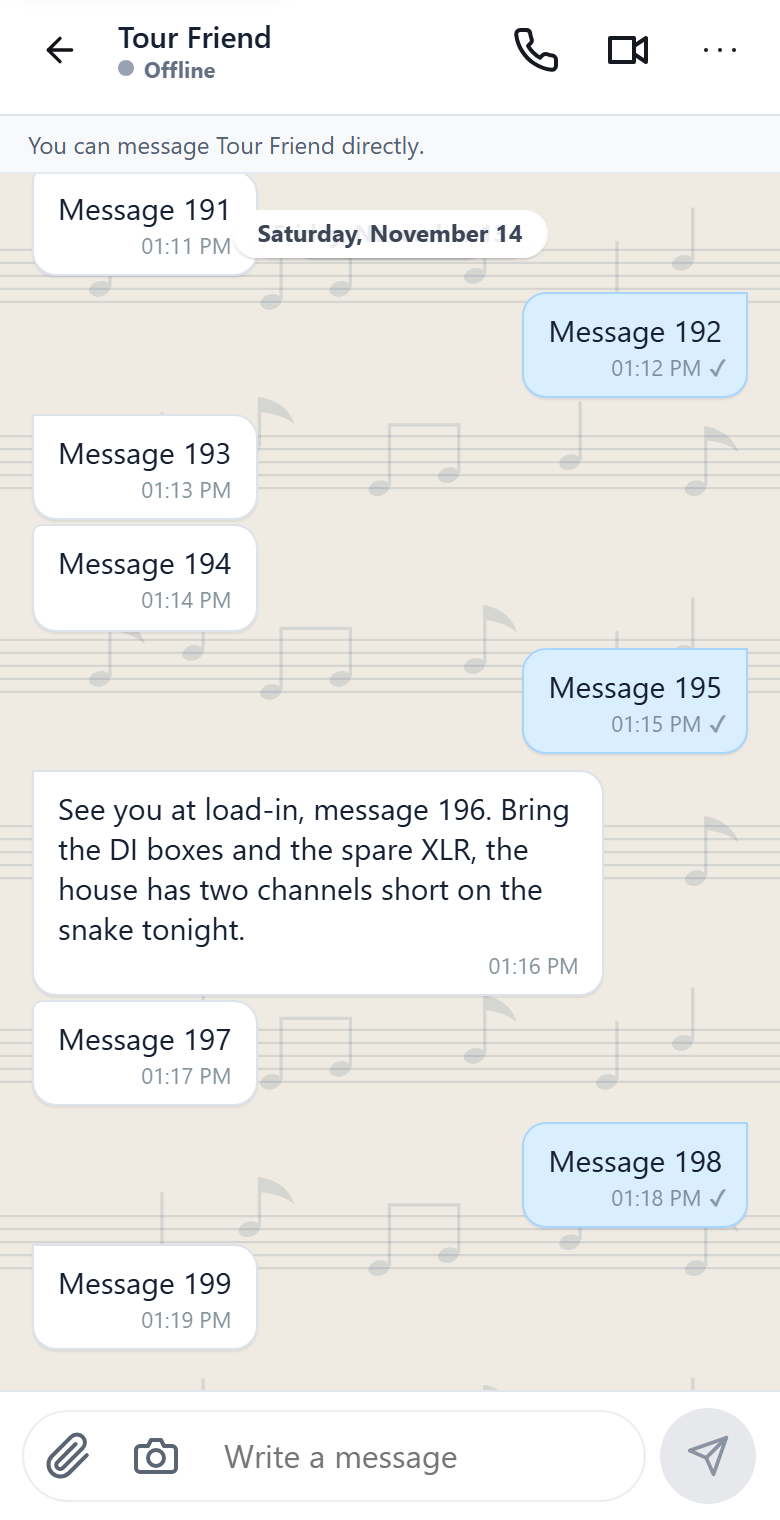 Tour Friend
Offline
You can message Tour Friend directly.
Message 191
01:11 PM
Saturday, November 14
Message 192
01:12 PM ✓
Message 193
01:13 PM
Message 194
01:14 PM
Message 195
01:15 PM ✓
See you at load-in, message 196. Bring
the DI boxes and the spare XLR, the
house has two channels short on the
snake tonight.
01:16 PM
Message 197
01:17 PM
Message 198
01:18 PM ✓
Message 199
01:19 PM
Write a message